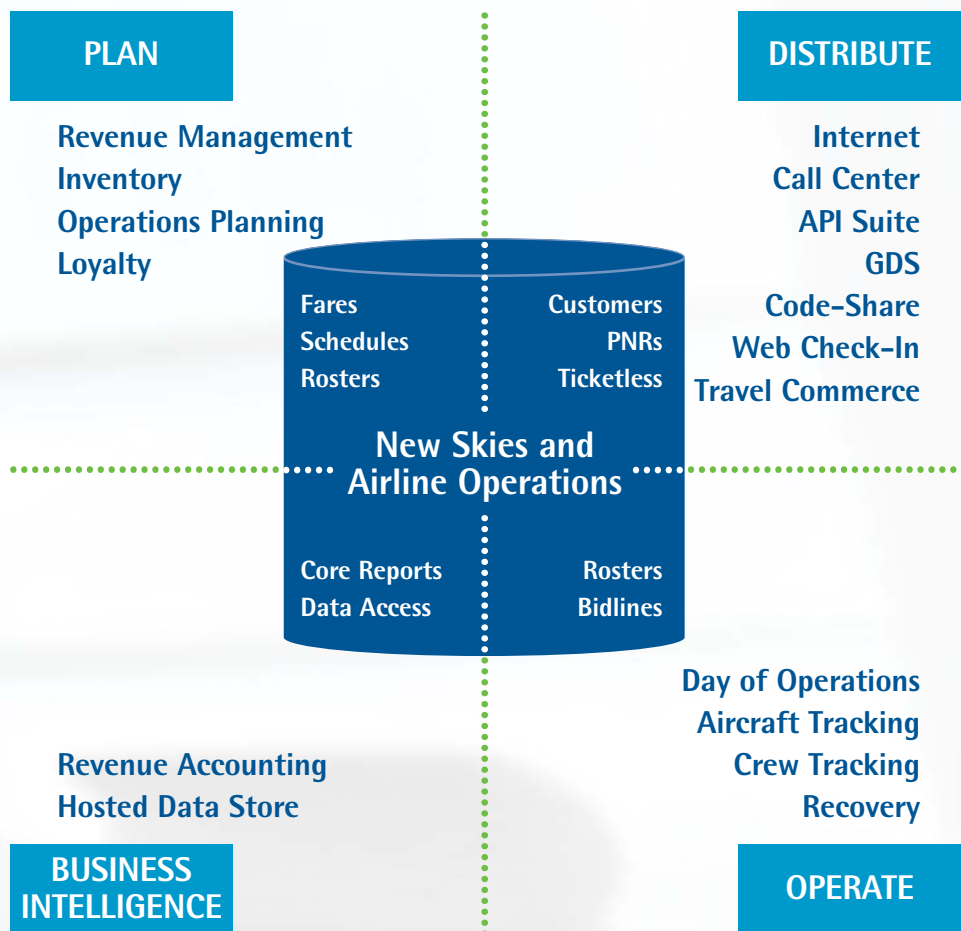 PLAN
DISTRIBUTE
Revenue Management
Inventory
Operations Planning
Loyalty
Internet
Call Center
API Suite
GDS
Code-Share
Web Check-In
Travel Commerce
Fares
Schedules
Rosters
Customers
PNRs
Ticketless
New Skies and
Airline Operations
Core Reports
Data Access
Rosters
Bidlines
Revenue Accounting
Hosted Data Store
Day of Operations
Aircraft Tracking
Crew Tracking
Recovery
BUSINESS
INTELLIGENCE
OPERATE